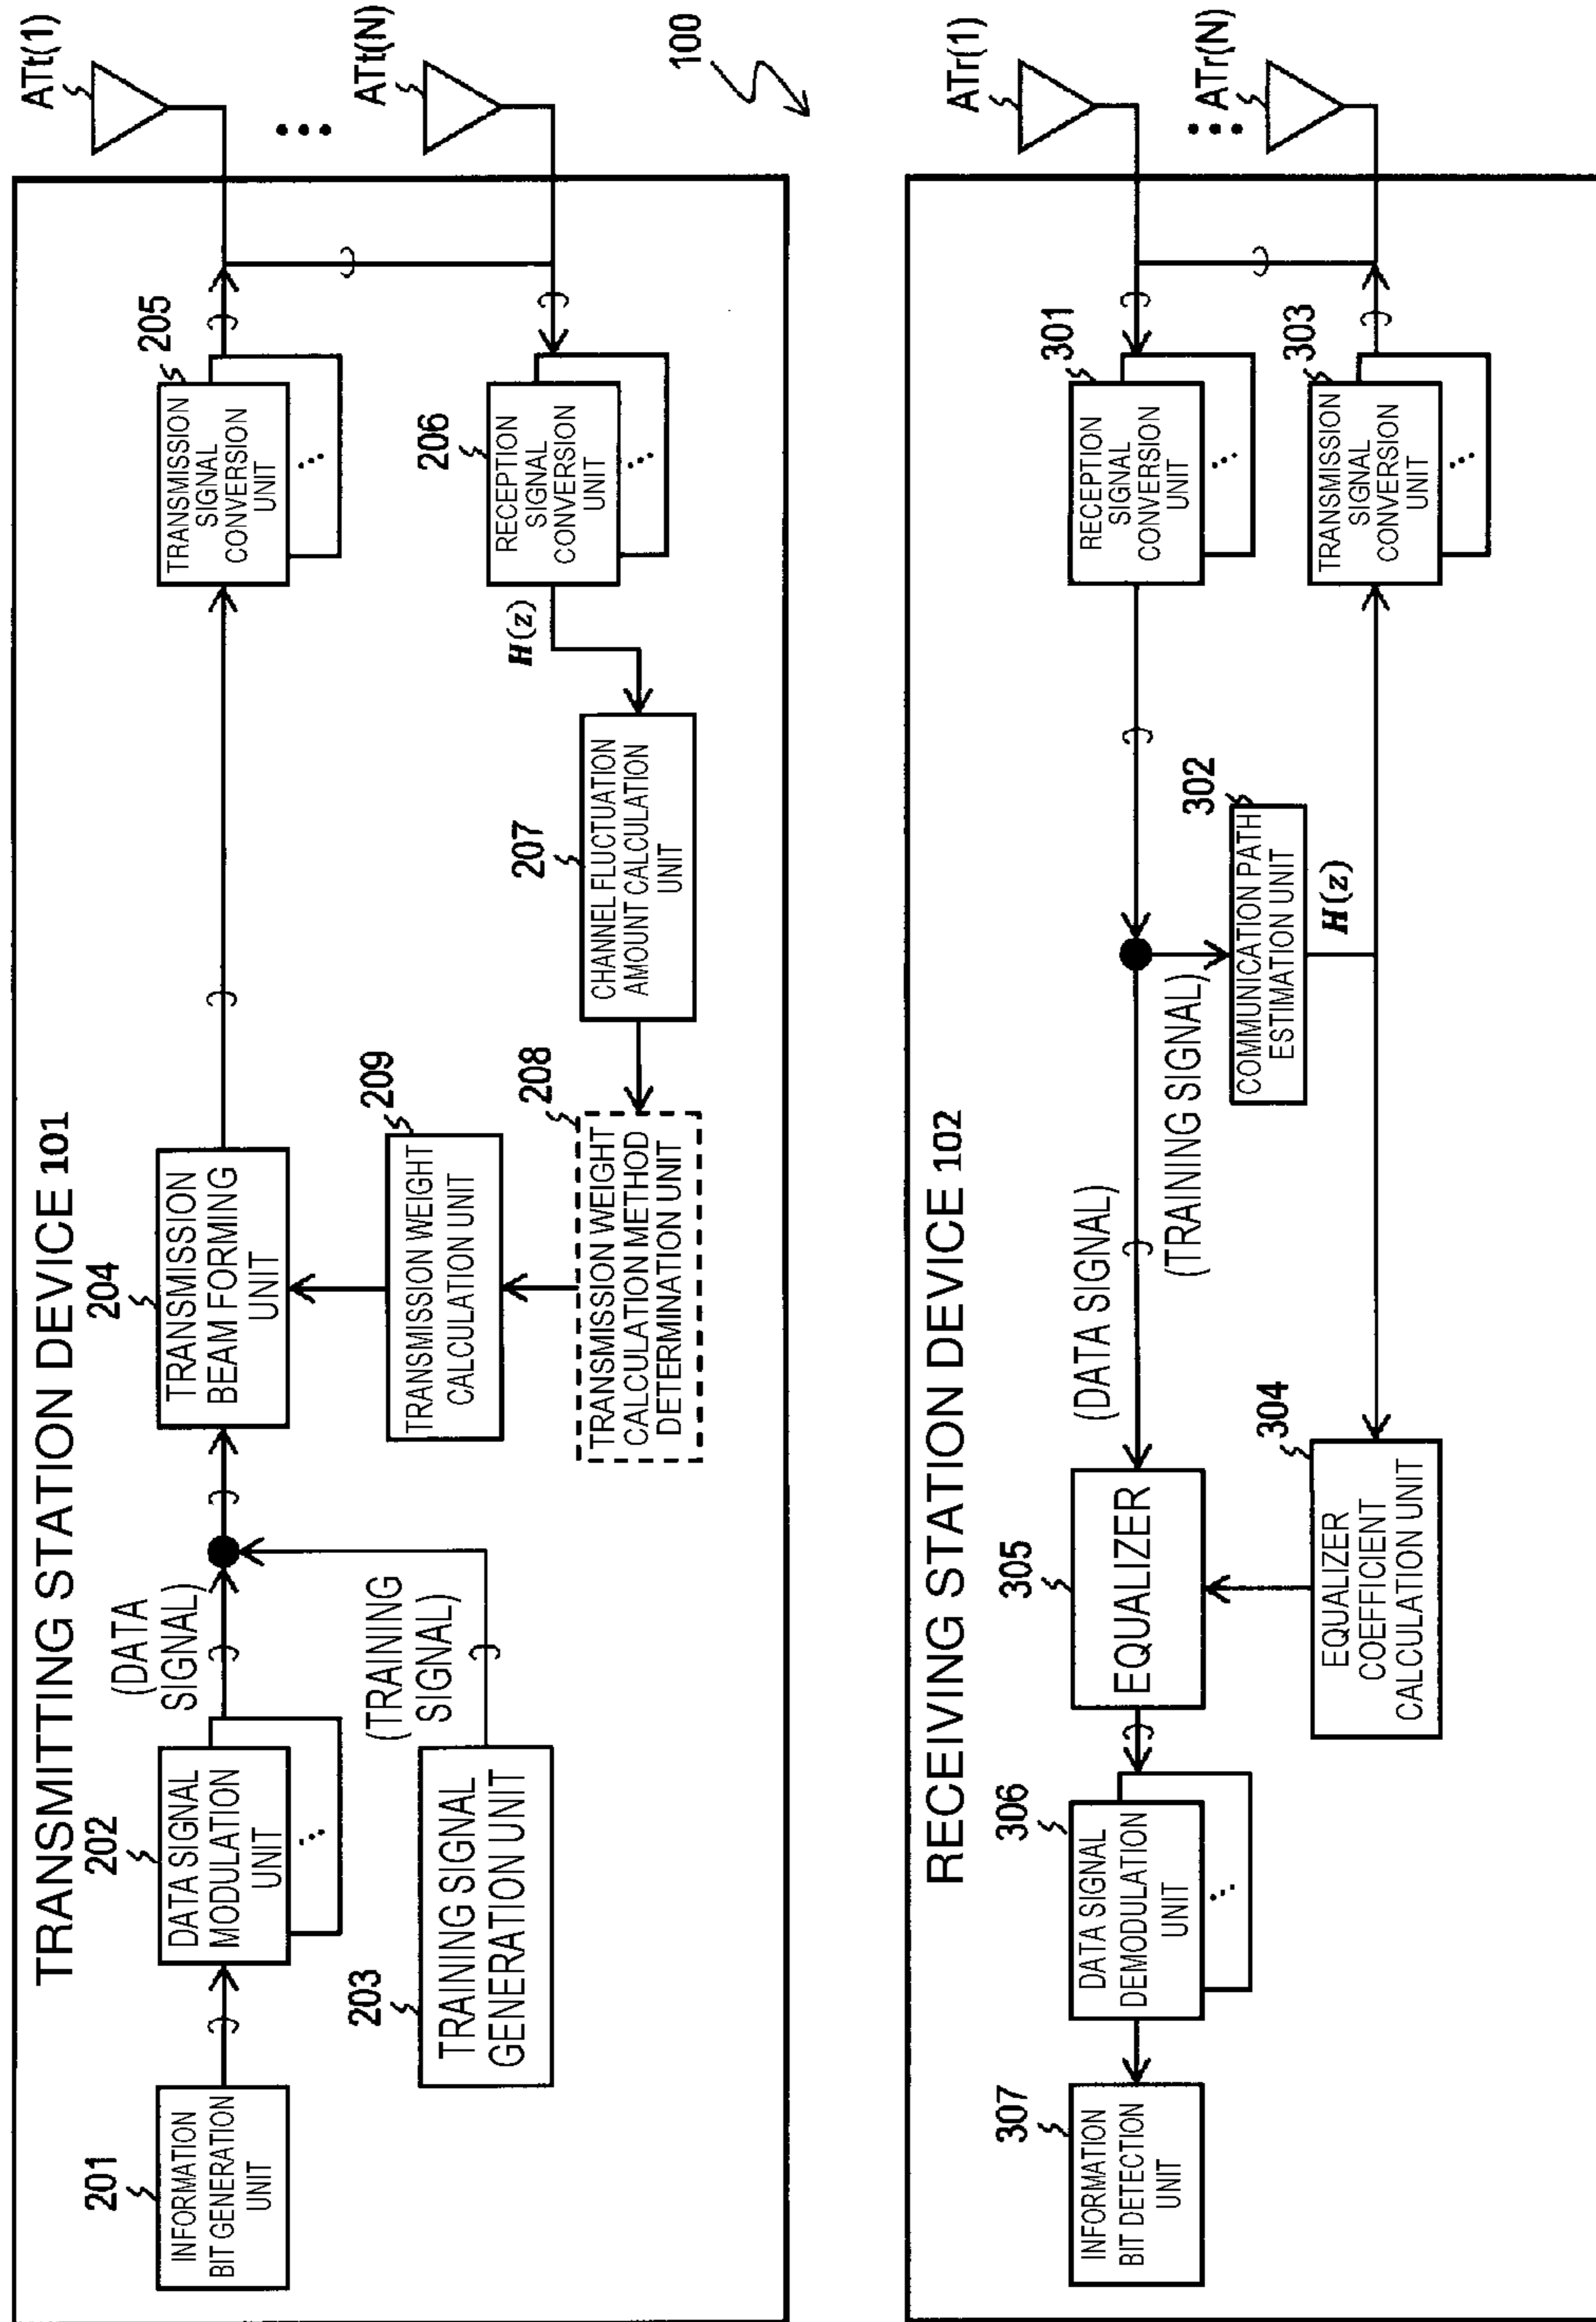 TRANSMITTING STATION DEVICE 101
201
INFORMATION
BIT GENERATION
UNIT
202
DATA SIGNAL
MODULATION
UNIT
(DATA
SIGNAL)
203
TRAINING SIGNAL
GENERATION UNIT
(TRAINING
SIGNAL)
204
TRANSMISSION
BEAM FORMING
UNIT
209
TRANSMISSION WEIGHT
CALCULATION UNIT
208
TRANSMISSION WEIGHT
CALCULATION METHOD
DETERMINATION UNIT
207
CHANNEL FLUCTUATION
AMOUNT CALCULATION
UNIT
H(z)
205
TRANSMISSION
SIGNAL
CONVERSION
UNIT
206
RECEPTION
SIGNAL
CONVERSION
UNIT
ATt(1)
ATt(N)
100
RECEIVING STATION DEVICE 102
307
INFORMATION
BIT DETECTION
UNIT
306
DATA SIGNAL
DEMODULATION
UNIT
305
EQUALIZER
304
EQUALIZER
COEFFICIENT
CALCULATION UNIT
(DATA SIGNAL)
(TRAINING SIGNAL)
302
COMMUNICATION PATH
ESTIMATION UNIT
H(z)
301
RECEPTION
SIGNAL
CONVERSION
UNIT
303
TRANSMISSION
SIGNAL
CONVERSION
UNIT
ATr(1)
ATr(N)